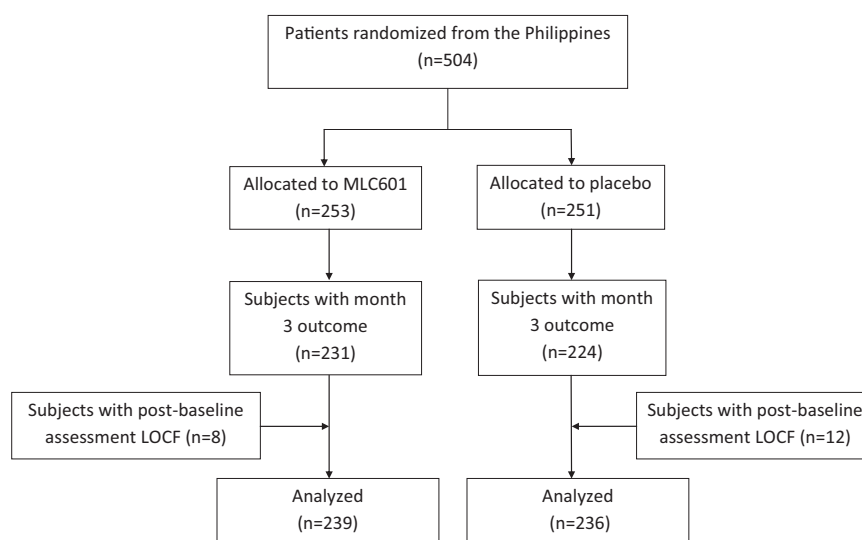 Patients randomized from the Philippines
(n=504)
Allocated to MLC601
(n=253)
Allocated to placebo
(n=251)
Subjects with month
3 outcome
(n=231)
Subjects with month
3 outcome
(n=224)
Subjects with post-baseline
assessment LOCF (n=8)
Subjects with post-baseline
assessment LOCF (n=12)
Analyzed
(n=239)
Analyzed
(n=236)